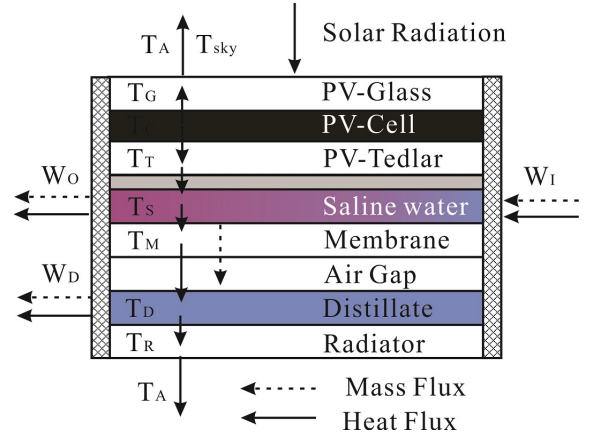 TA Tsky Solar Radiation
TG PV-Glass
TC PV-Cell
TT PV-Tedlar
WO WI
TS Saline water
TM Membrane
Air Gap
WD
TD Distillate
TR Radiator
TA
Mass Flux
Heat Flux